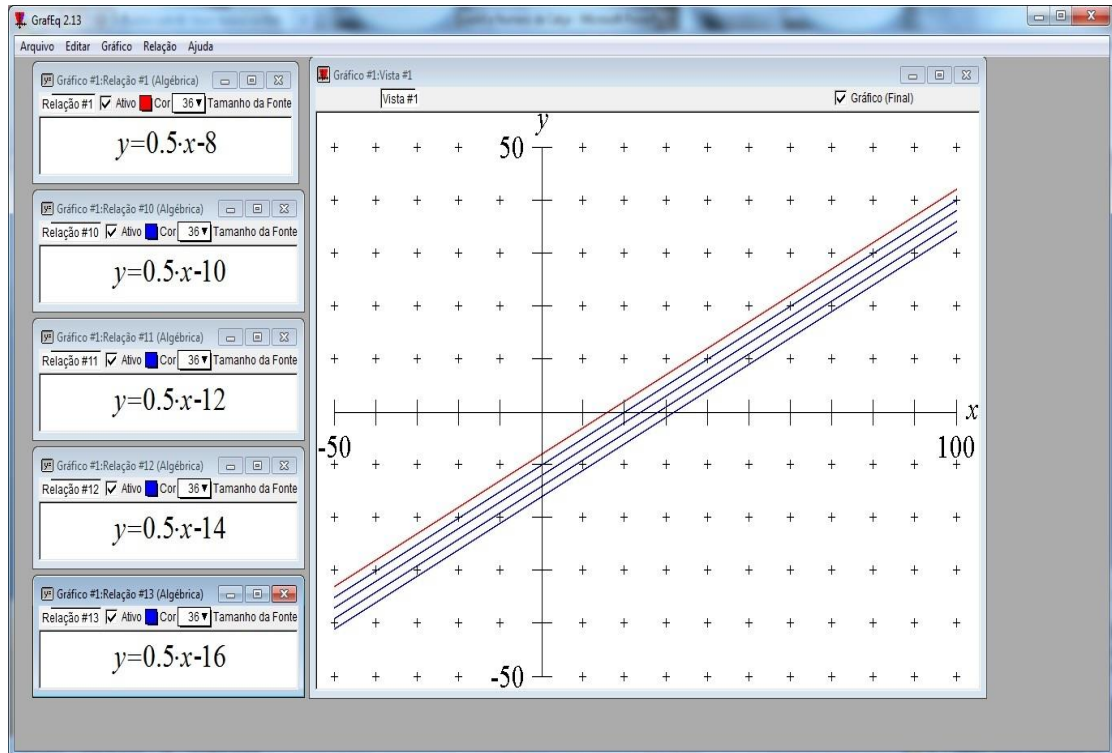 GrafEq 2.13
Arquivo Editar Gráfico Relação Ajuda
Gráfico #1:Relação #1 (Algébrica)
Relação #1 Ativo Cor 36 Tamanho da Fonte
y=0.5·x-8
Gráfico #1:Relação #10 (Algébrica)
Relação #10 Ativo Cor 36 Tamanho da Fonte
y=0.5·x-10
Gráfico #1:Relação #11 (Algébrica)
Relação #11 Ativo Cor 36 Tamanho da Fonte
y=0.5·x-12
Gráfico #1:Relação #12 (Algébrica)
Relação #12 Ativo Cor 36 Tamanho da Fonte
y=0.5·x-14
Gráfico #1:Relação #13 (Algébrica)
Relação #13 Ativo Cor 36 Tamanho da Fonte
y=0.5·x-16
Gráfico #1:Vista #1
Vista #1 Gráfico (Final)
y
50
x
-50 100
-50